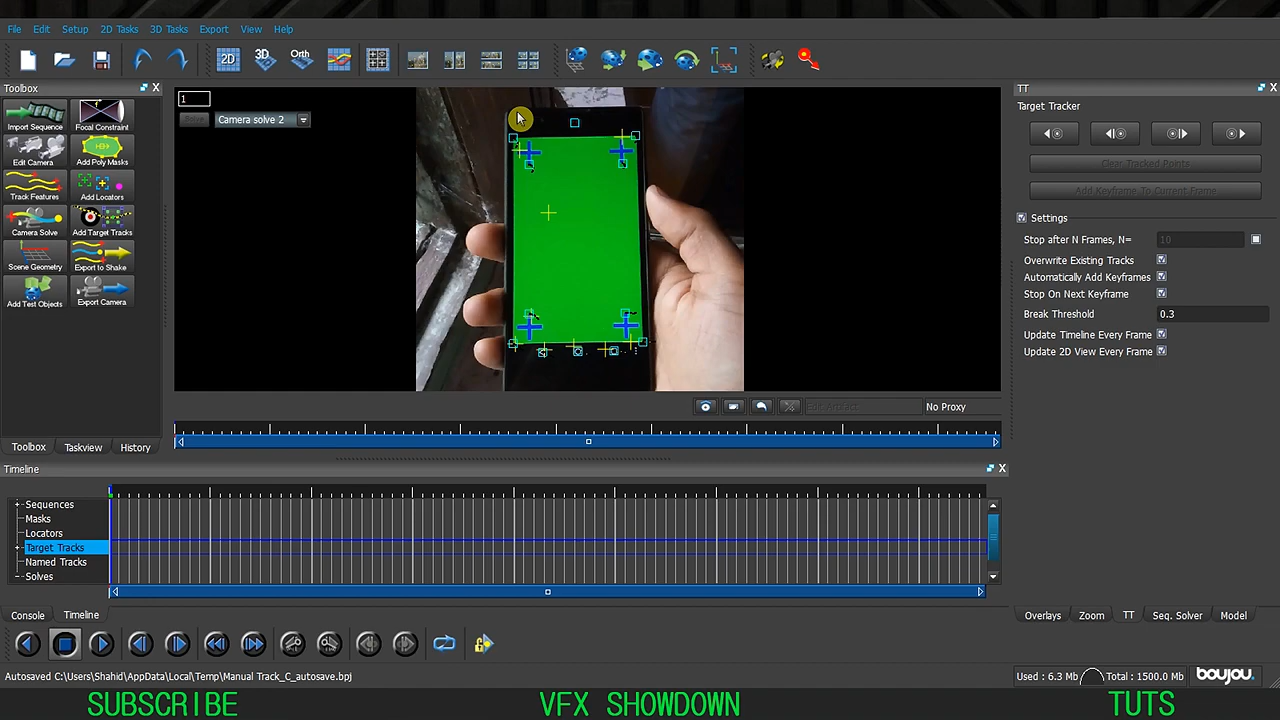 File Edit Setup 2D Tasks 3D Tasks Export View Help
2D 3D Orth
Toolbox
TT
1
Solve Camera solve 2
Import Sequence Focal Constraint
Edit Camera Add Poly Masks
Track Features Add Locators
Camera Solve Add Target Tracks
Scene Geometry Export to Shake
Add Test Objects Export Camera
Target Tracker
Clear Tracked Points
Add Keyframe To Current Frame
Settings
Stop after N Frames, N= 10
Overwrite Existing Tracks
Automatically Add Keyframes
Stop On Next Keyframe
Break Threshold 0.3
Update Timeline Every Frame
Update 2D View Every Frame
Edit Artifact No Proxy
Toolbox Taskview History
Timeline
Sequences
Masks
Locators
Target Tracks
Named Tracks
Solves
Console Timeline
Overlays Zoom TT Seq. Solver Model
Autosaved C:\Users\Shahid\AppData\Local\Temp\Manual Track_C_autosave.bpj
Used : 6.3 Mb Total : 1500.0 Mb boujou
SUBSCRIBE VFX SHOWDOWN TUTS